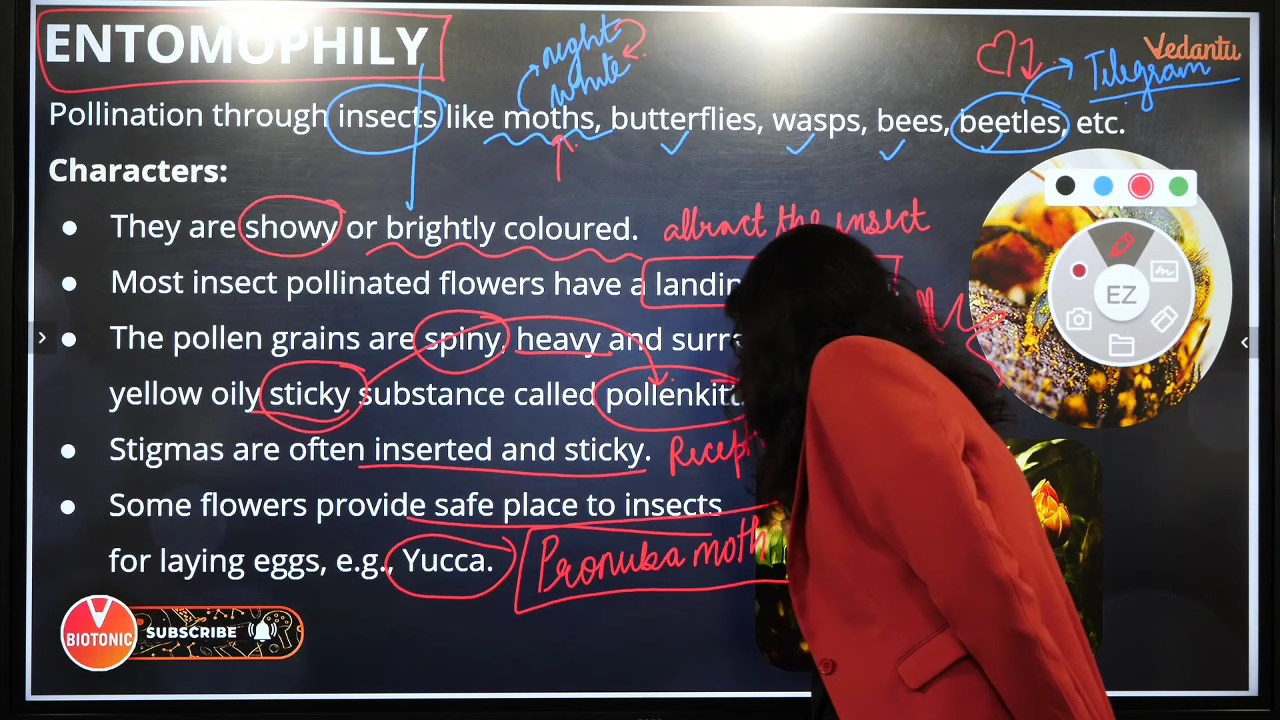 ENTOMOPHILY
night
white
Vedantu
Telegram
Pollination through insects like moths, butterflies, wasps, bees, beetles, etc.
Characters:
● They are showy or brightly coloured.
attract the insect
● Most insect pollinated flowers have a
● The pollen grains are spiny, heavy and
yellow oily sticky substance called
● Stigmas are often inserted and sticky.
● Some flowers provide safe place to insects
for laying eggs, e.g., Yucca.
Pronuba moth
EZ
BIOTONIC
SUBSCRIBE